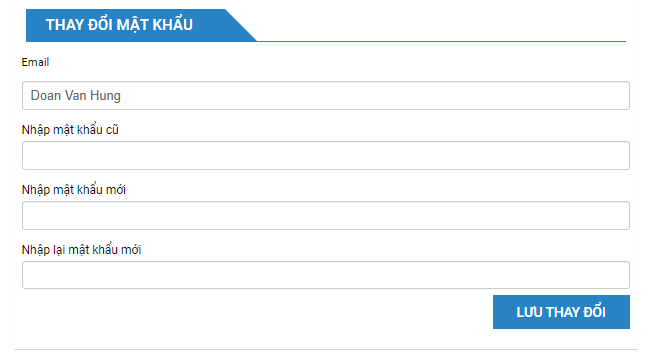 THAY ĐỔI MẬT KHẨU
Email
Doan Van Hung
Nhập mật khẩu cũ
Nhập mật khẩu mới
Nhập lại mật khẩu mới
LƯU THAY ĐỔI